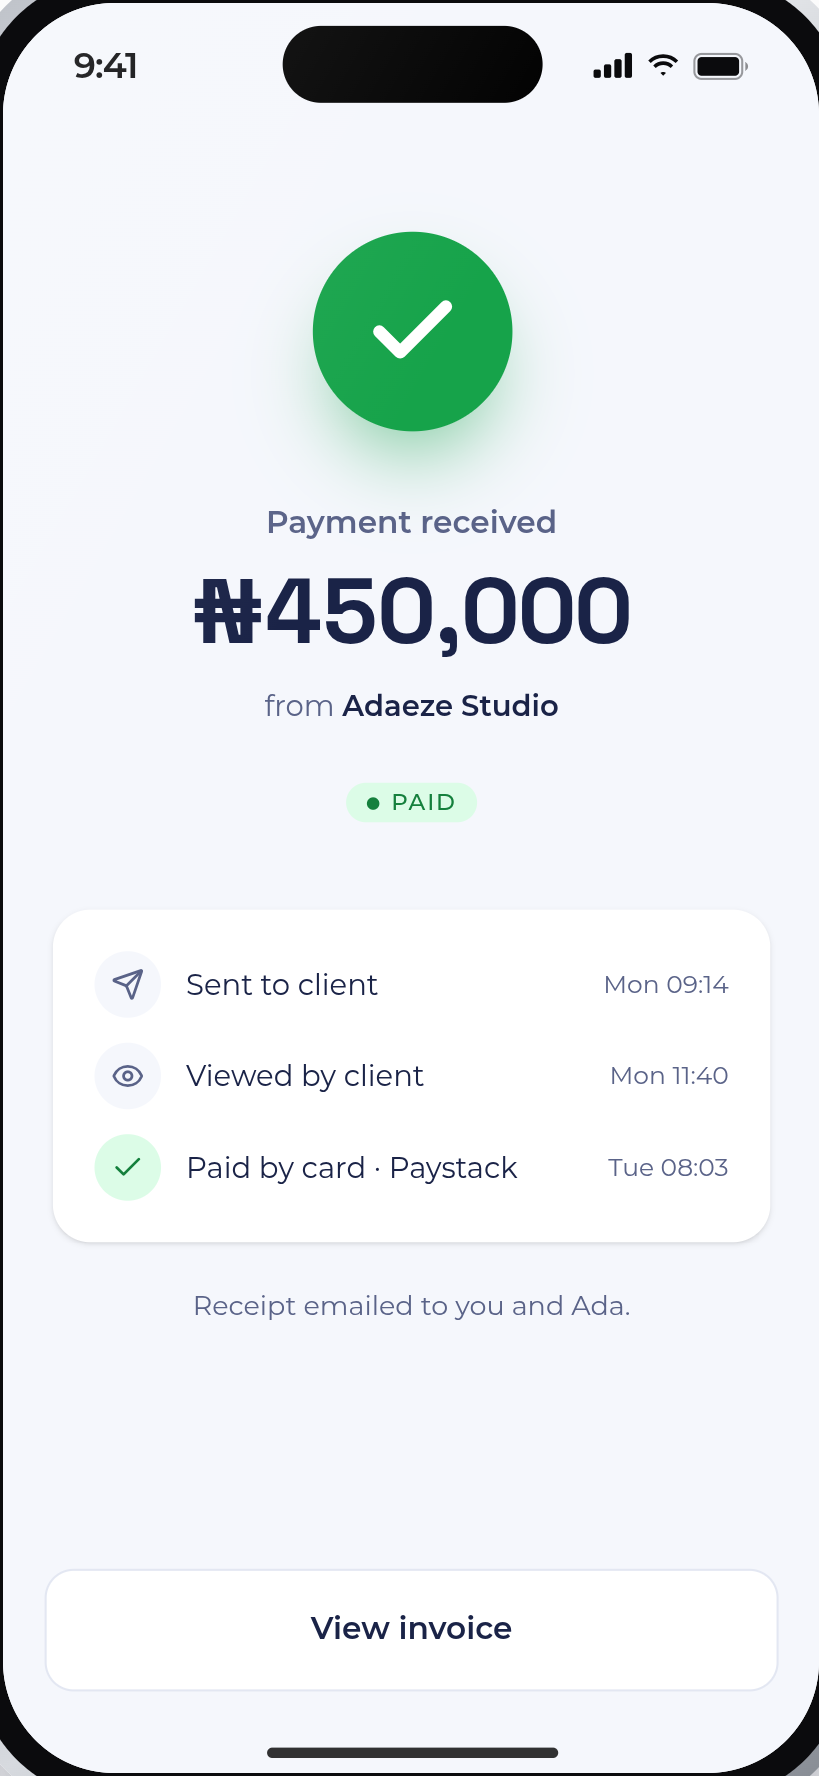 9:41
Payment received
₦450,000
from Adaeze Studio
PAID
Sent to client Mon 09:14
Viewed by client Mon 11:40
Paid by card · Paystack Tue 08:03
Receipt emailed to you and Ada.
View invoice